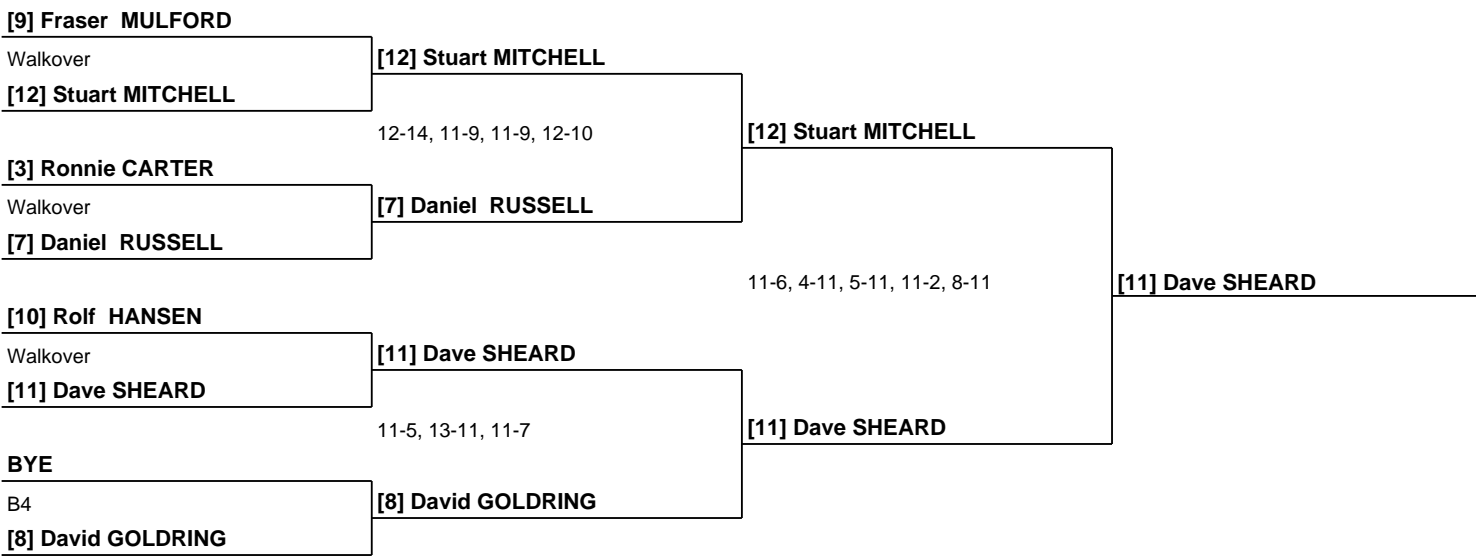 [9] Fraser  MULFORD
Walkover
[12] Stuart MITCHELL
[12] Stuart MITCHELL
12-14, 11-9, 11-9, 12-10
[12] Stuart MITCHELL
[3] Ronnie CARTER
Walkover
[7] Daniel  RUSSELL
[7] Daniel  RUSSELL
11-6, 4-11, 5-11, 11-2, 8-11
[11] Dave SHEARD
[10] Rolf  HANSEN
Walkover
[11] Dave SHEARD
[11] Dave SHEARD
11-5, 13-11, 11-7
[11] Dave SHEARD
BYE
B4
[8] David GOLDRING
[8] David GOLDRING